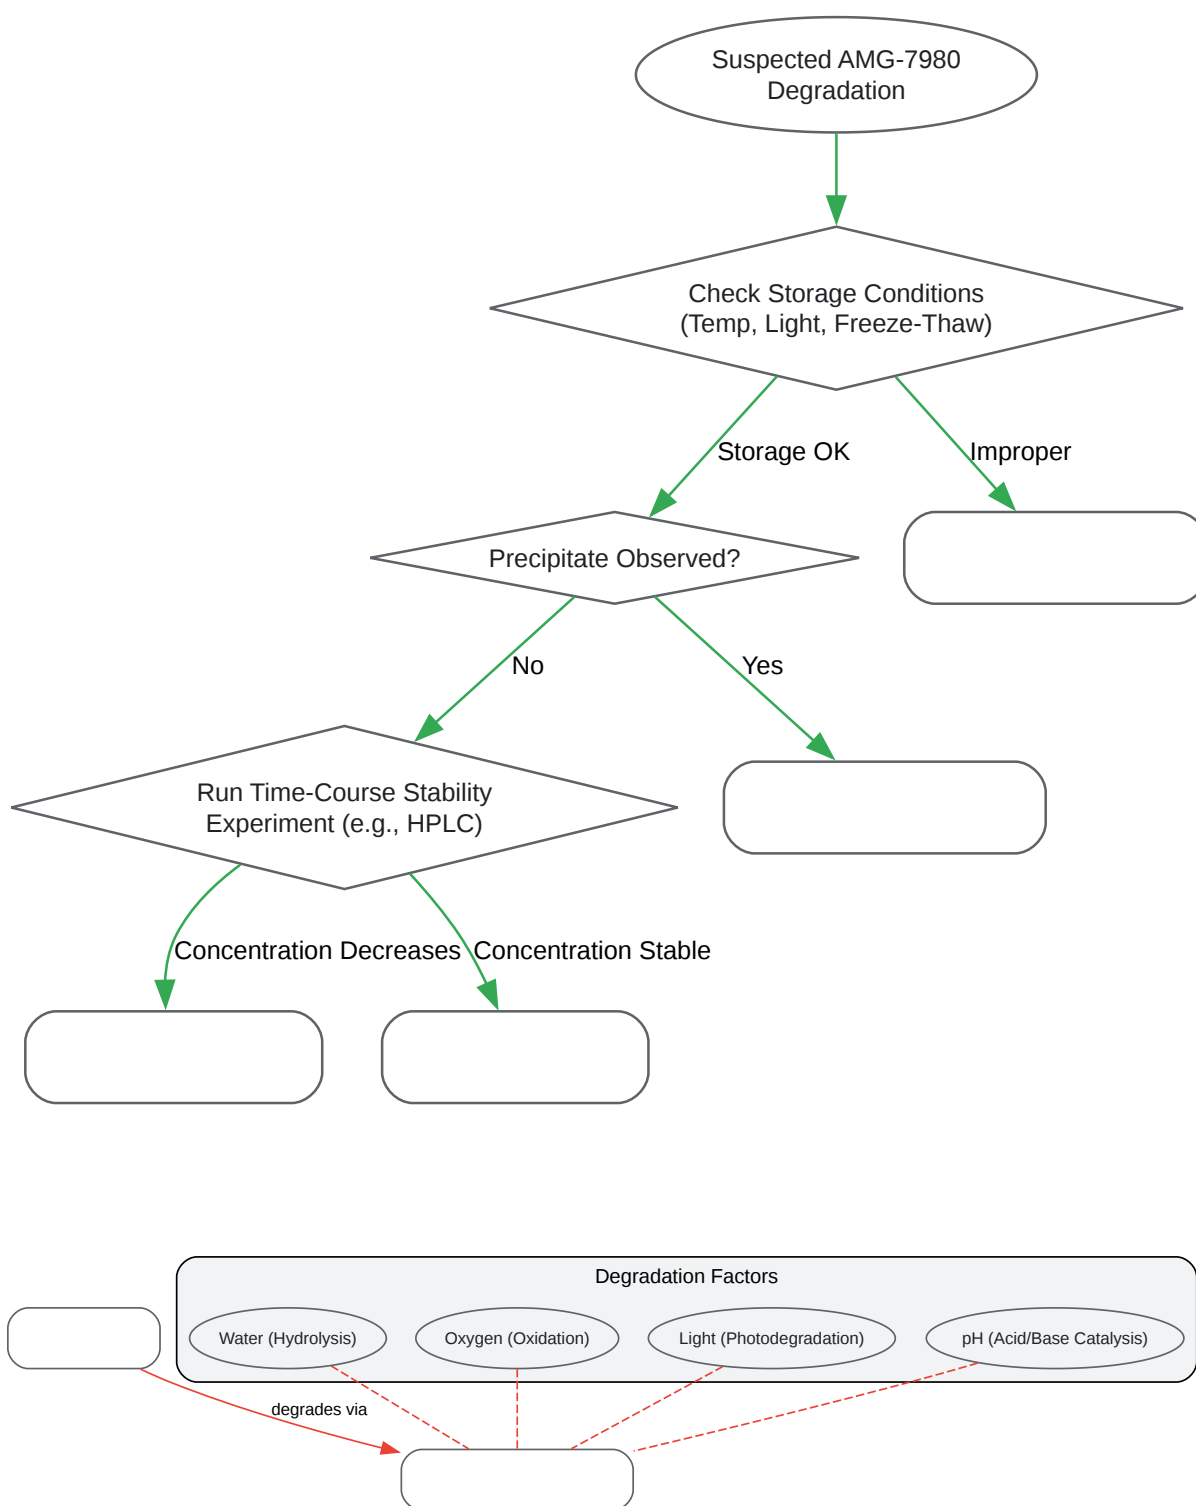 Suspected AMG-7980
Degradation
Check Storage Conditions
(Temp, Light, Freeze-Thaw)
Storage OK
Improper
Precipitate Observed?
No
Yes
Run Time-Course Stability
Experiment (e.g., HPLC)
Concentration Decreases
Concentration Stable
Degradation Factors
Water (Hydrolysis)
Oxygen (Oxidation)
Light (Photodegradation)
pH (Acid/Base Catalysis)
degrades via